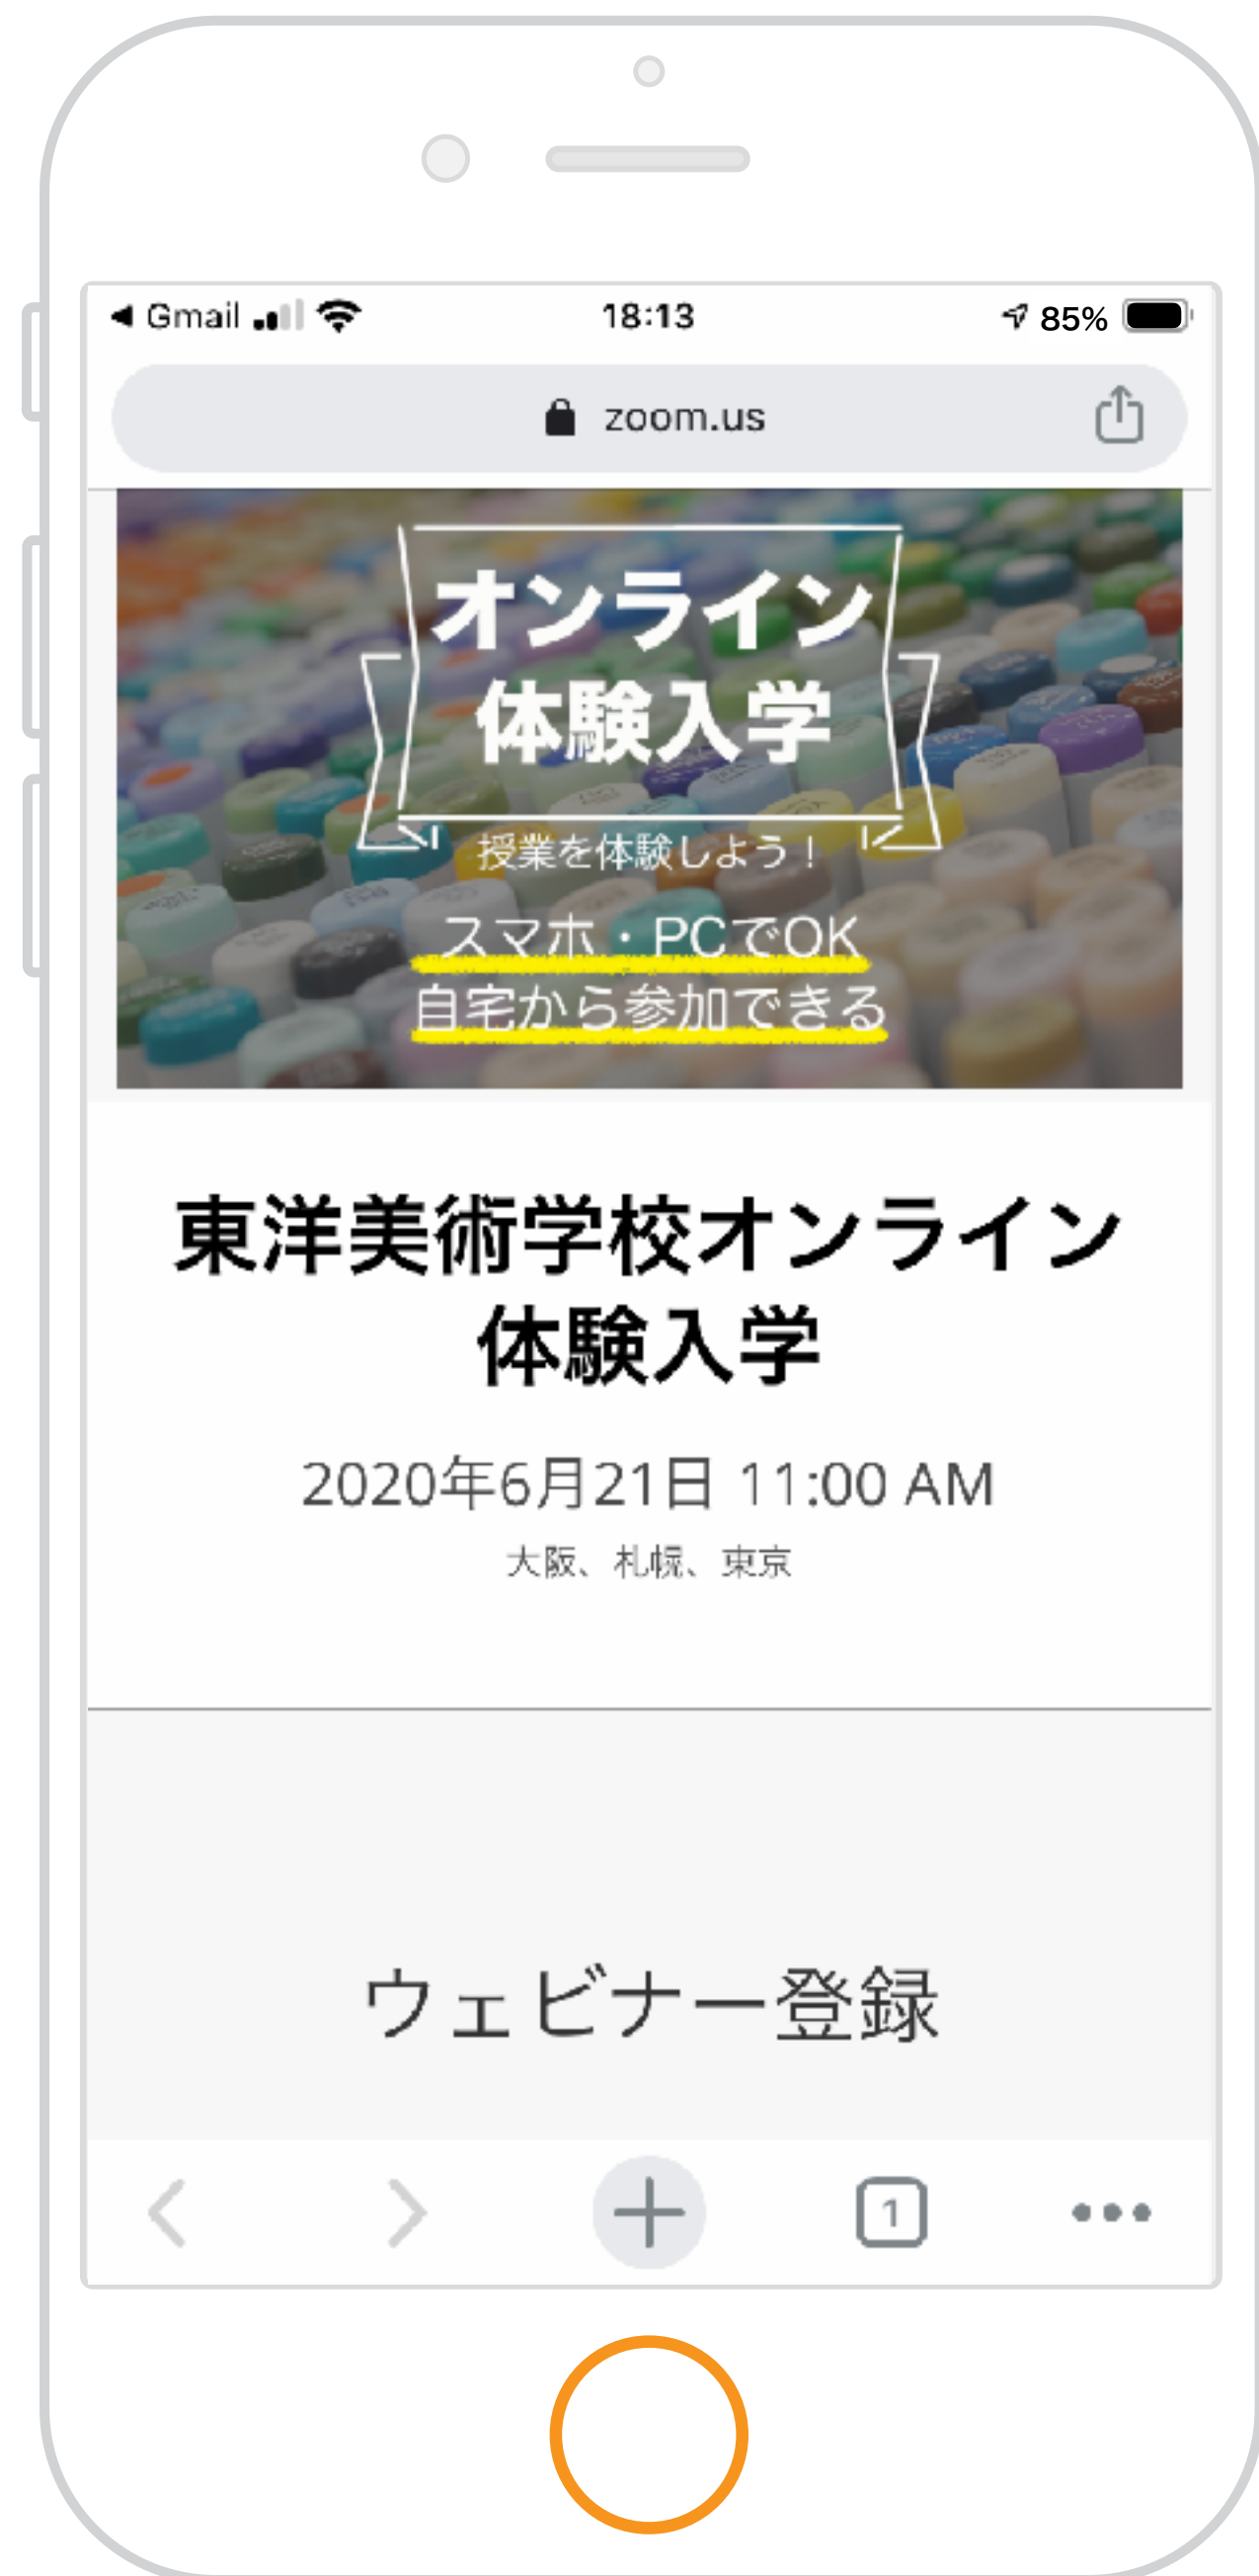 Gmail 18:13 85%
zoom.us
オンライン
体験入学
授業を体験しよう！
スマホ・PCでOK
自宅から参加できる
東洋美術学校オンライン
体験入学
2020年6月21日 11:00 AM
大阪、札幌、東京
ウェビナー登録
1